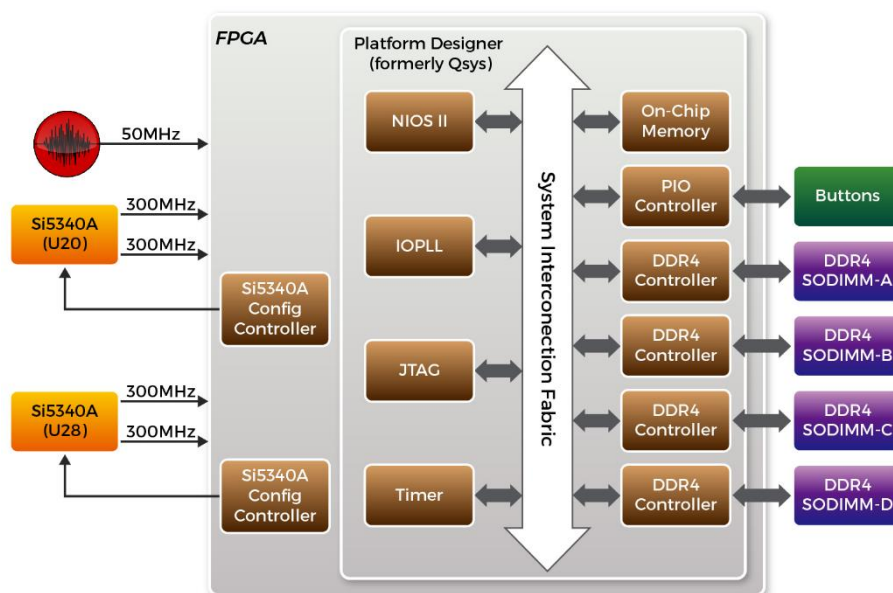 FPGA
Platform Designer
(formerly Qsys)
50MHz
Si5340A
(U20)
300MHz
300MHz
Si5340A
Config
Controller
Si5340A
(U28)
300MHz
300MHz
Si5340A
Config
Controller
NIOS II
IOPLL
JTAG
Timer
System Interconnection Fabric
On-Chip
Memory
PIO
Controller
DDR4
Controller
DDR4
Controller
DDR4
Controller
DDR4
Controller
Buttons
DDR4
SODIMM-A
DDR4
SODIMM-B
DDR4
SODIMM-C
DDR4
SODIMM-D